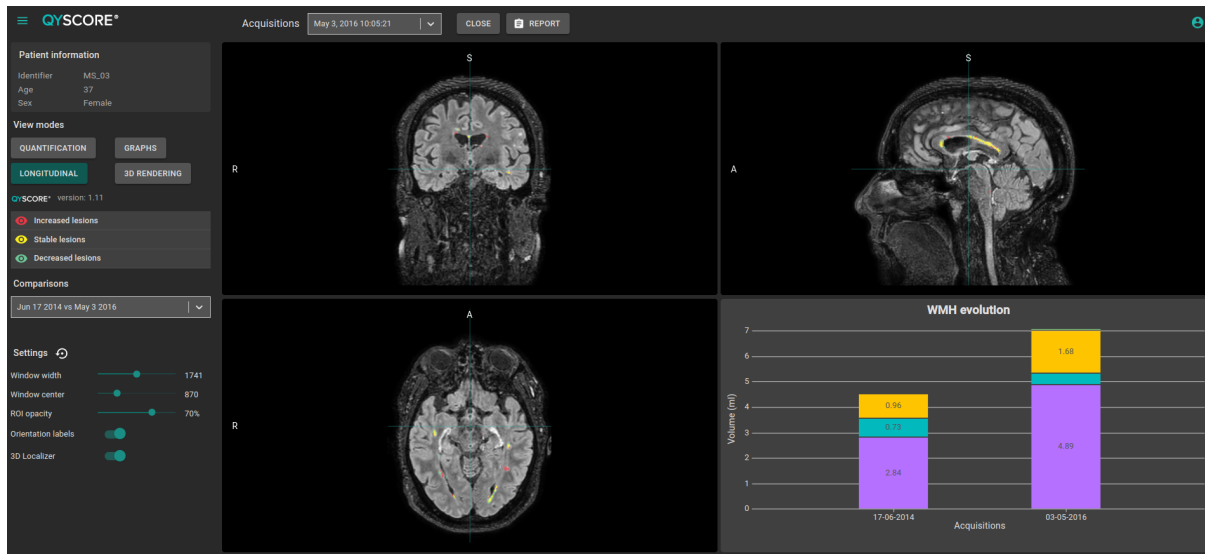 QYSCORE®
Acquisitions May 3, 2016 10:05:21 CLOSE REPORT
Patient information
Identifier MS_03
Age 37
Sex Female
View modes
QUANTIFICATION GRAPHS
LONGITUDINAL 3D RENDERING
QYSCORE® version: 1.11
Increased lesions
Stable lesions
Decreased lesions
Comparisons
Jun 17 2014 vs May 3 2016
Settings
Window width 1741
Window center 870
ROI opacity 70%
Orientation labels
3D Localizer
S
R
S
A
A
R
WMH evolution
Volume (ml)
7
6
5
4
3
2
1
0
0.96
0.73
2.84
1.68
4.89
17-06-2014 03-05-2016
Acquisitions